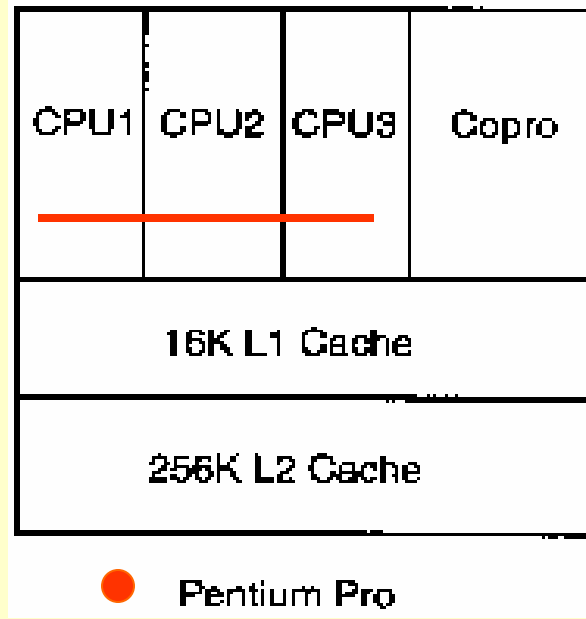 CPU1 CPU2 CPU3 Copro
16K L1 Cache
256K L2 Cache
Pentium Pro